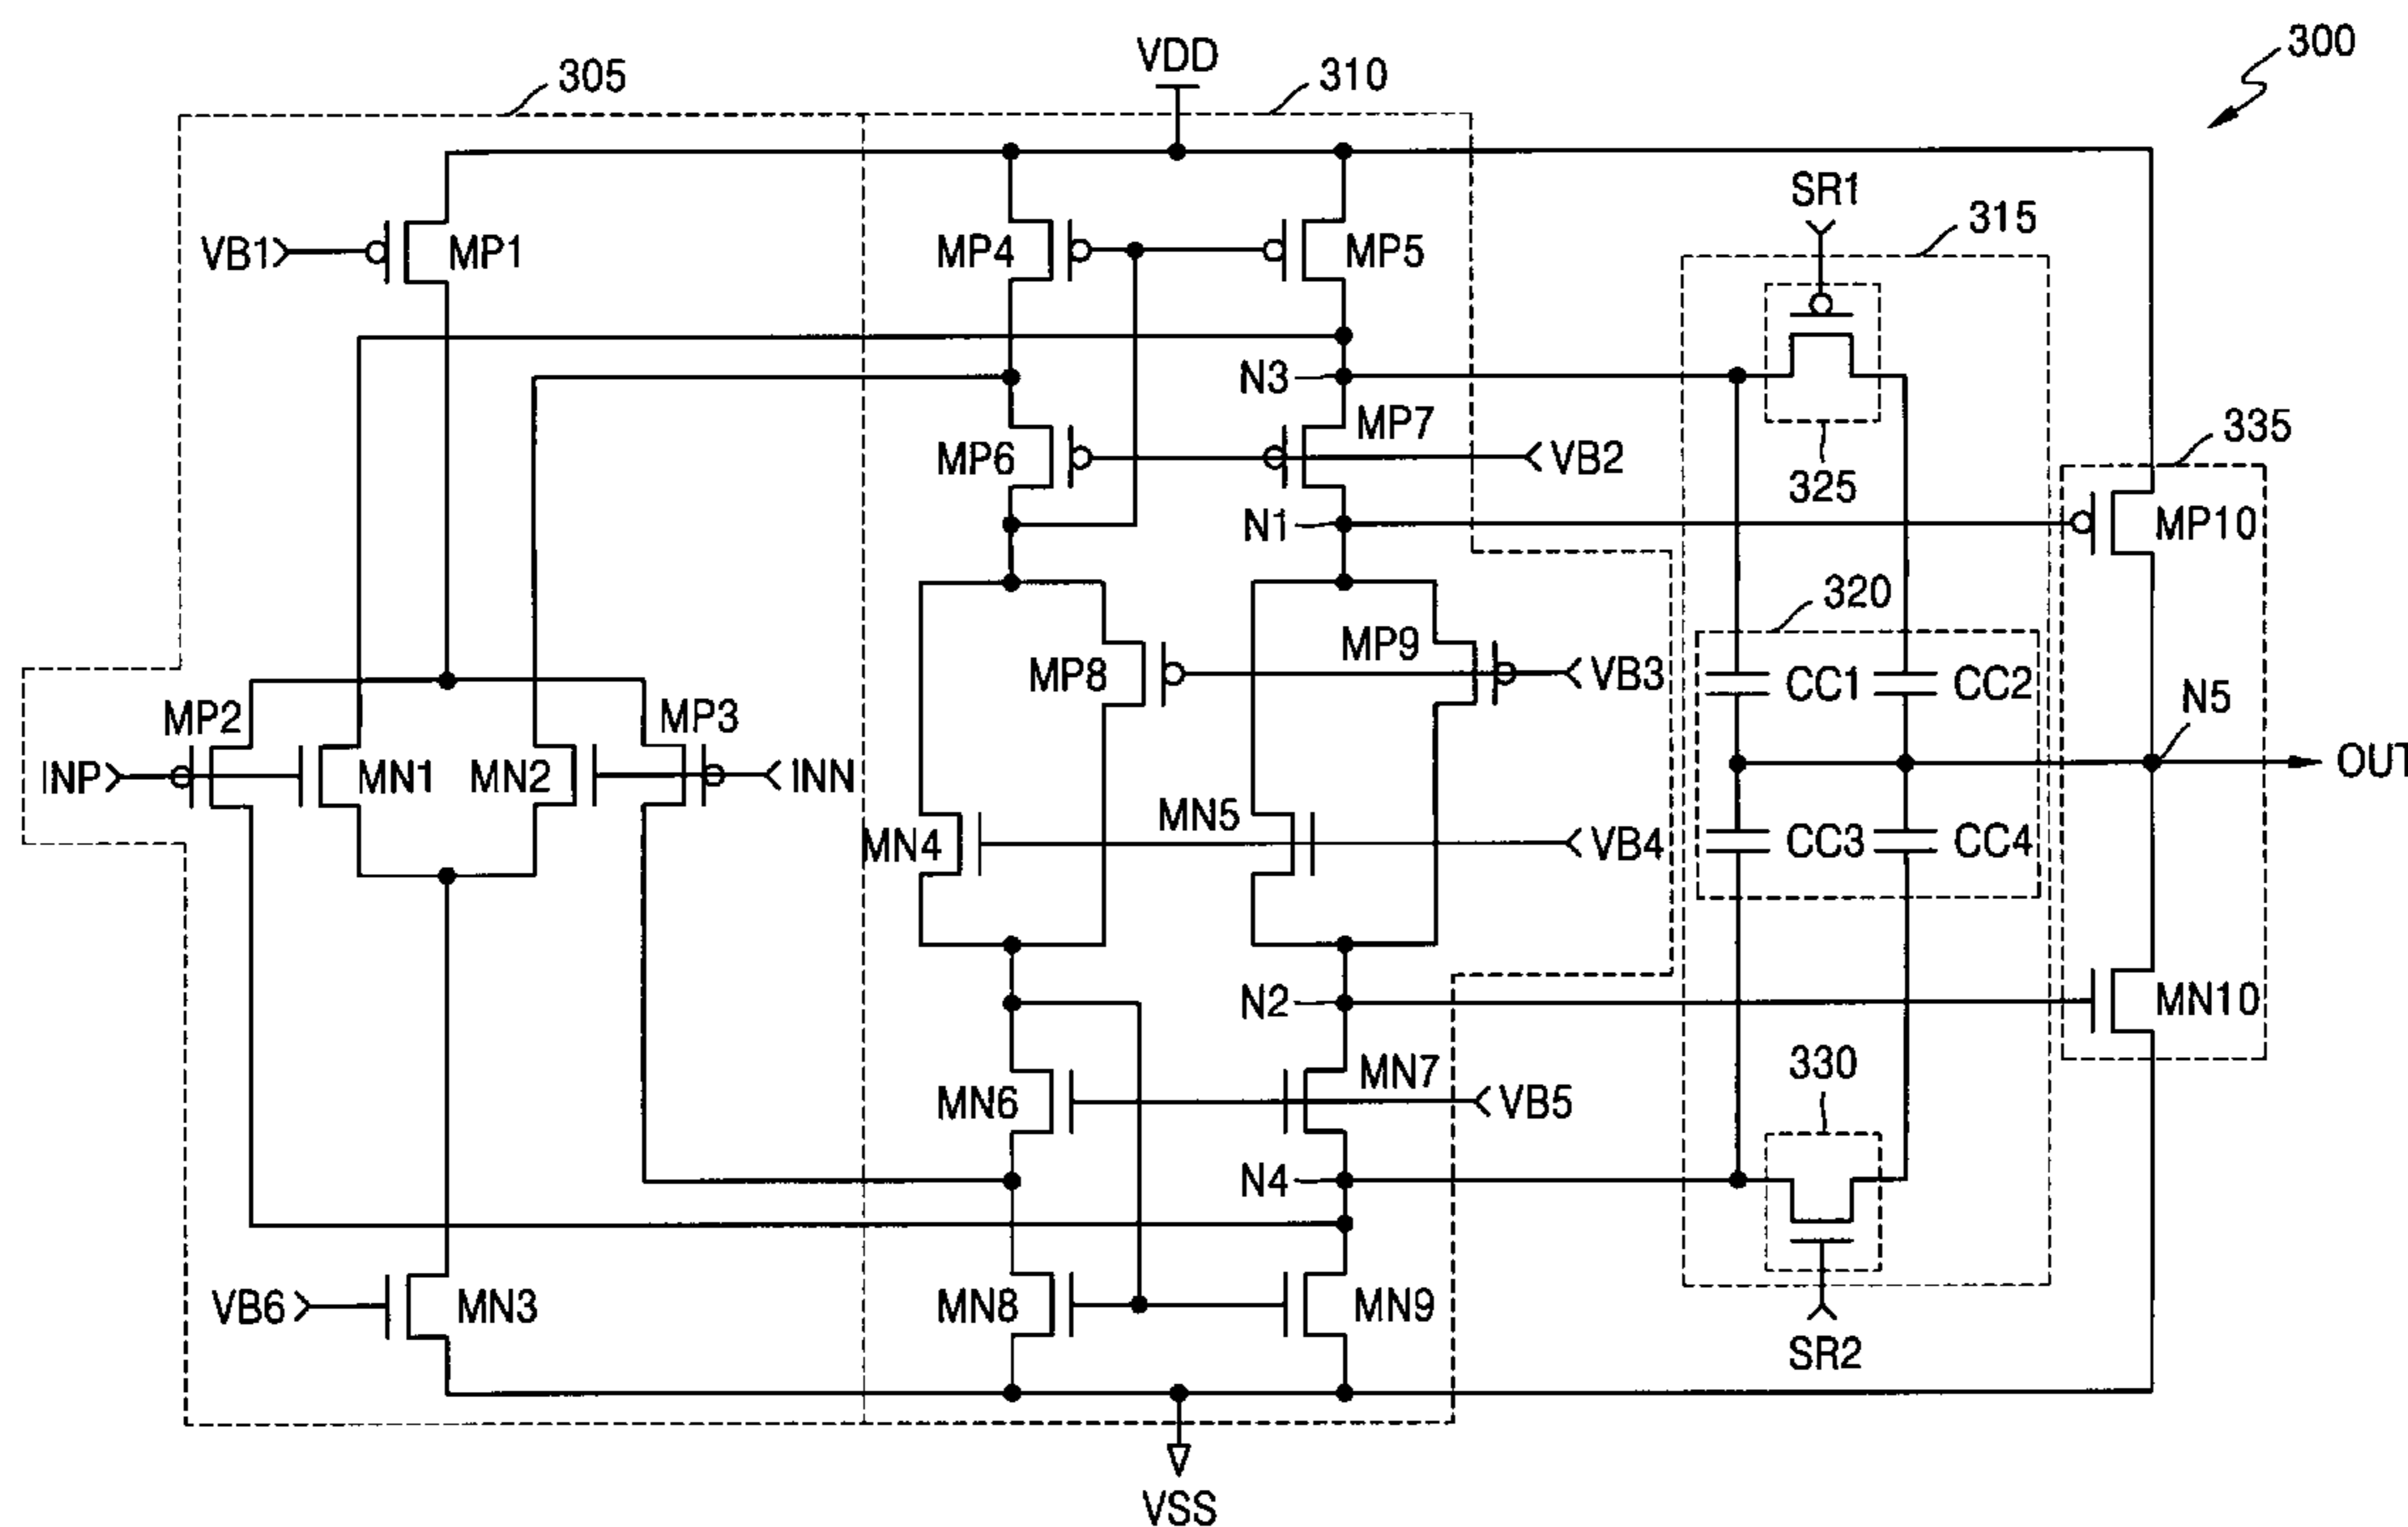 300
305
VDD
310
SR1
315
VB1
MP1
MP4
MP5
N3
MP7
335
MP6
VB2
325
N1
MP10
320
MP9
MP8
VB3
CC1
CC2
N5
MP2
MP3
INP
MN1
MN2
INN
OUT
MN5
MN4
VB4
CC3
CC4
N2
MN10
330
MN7
MN6
VB5
N4
VB6
MN3
MN8
MN9
SR2
VSS